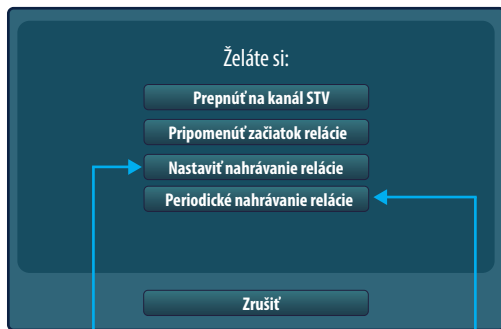 Želáte si:
Prepnúť na kanál STV
Pripomenúť začiatok relácie
Nastaviť nahrávanie relácie
Periodické nahrávanie relácie
Zrušiť